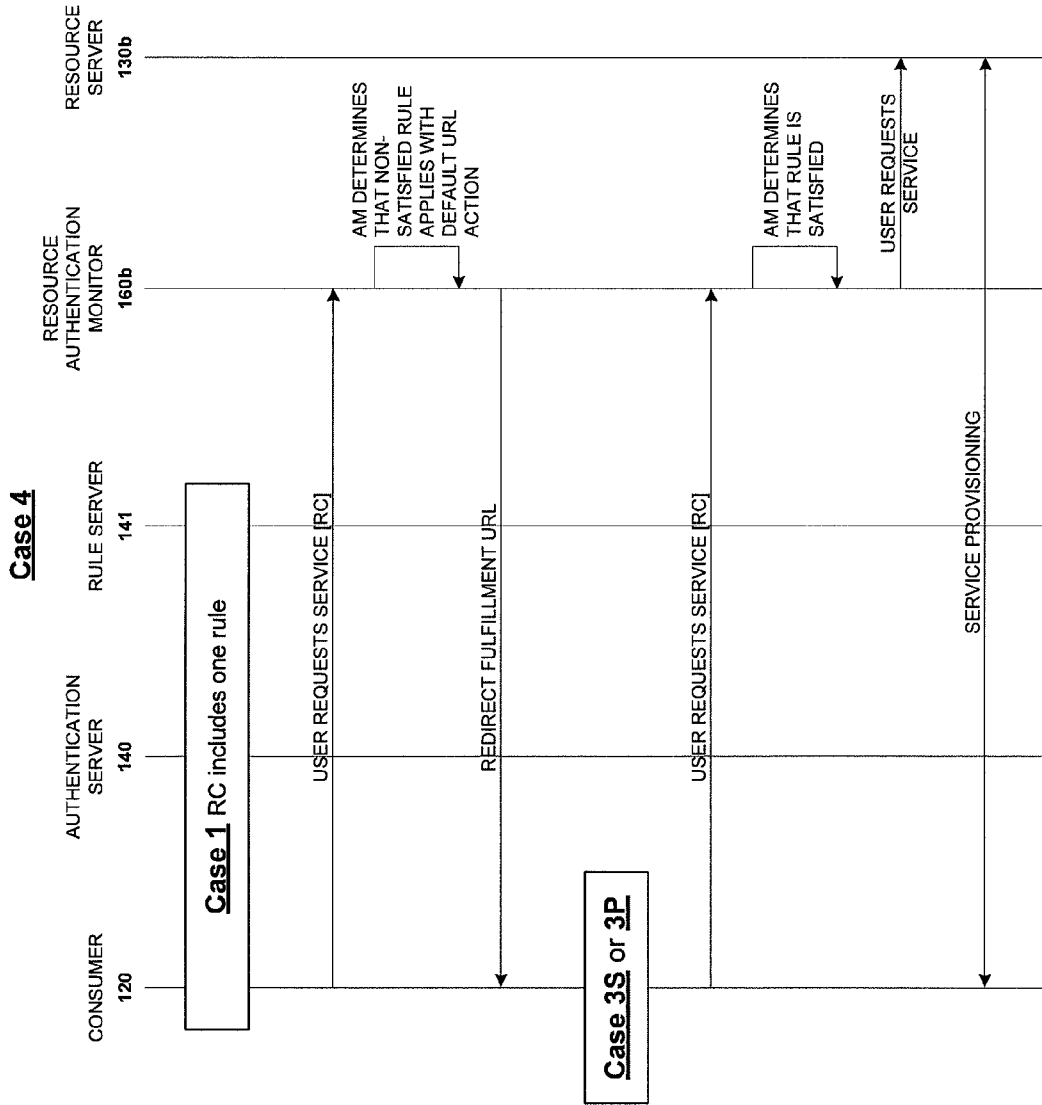 Case 4
CONSUMER
120
AUTHENTICATION
SERVER
140
RULE SERVER
141
RESOURCE
AUTHENTICATION
MONITOR
160b
RESOURCE
SERVER
130b
Case 1 RC includes one rule
USER REQUESTS SERVICE [RC]
AM DETERMINES
THAT NON-
SATISFIED RULE
APPLIES WITH
DEFAULT URL
ACTION
REDIRECT FULFILLMENT URL
Case 3S or 3P
USER REQUESTS SERVICE [RC]
AM DETERMINES
THAT RULE IS
SATISFIED
USER REQUESTS
SERVICE
SERVICE PROVISIONING